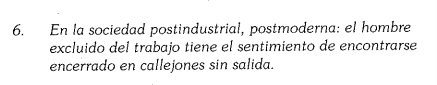 6. En la sociedad postindustrial, postmoderna: el hombre
excluido del trabajo tiene el sentimiento de encontrarse
encerrado en callejones sin salida.